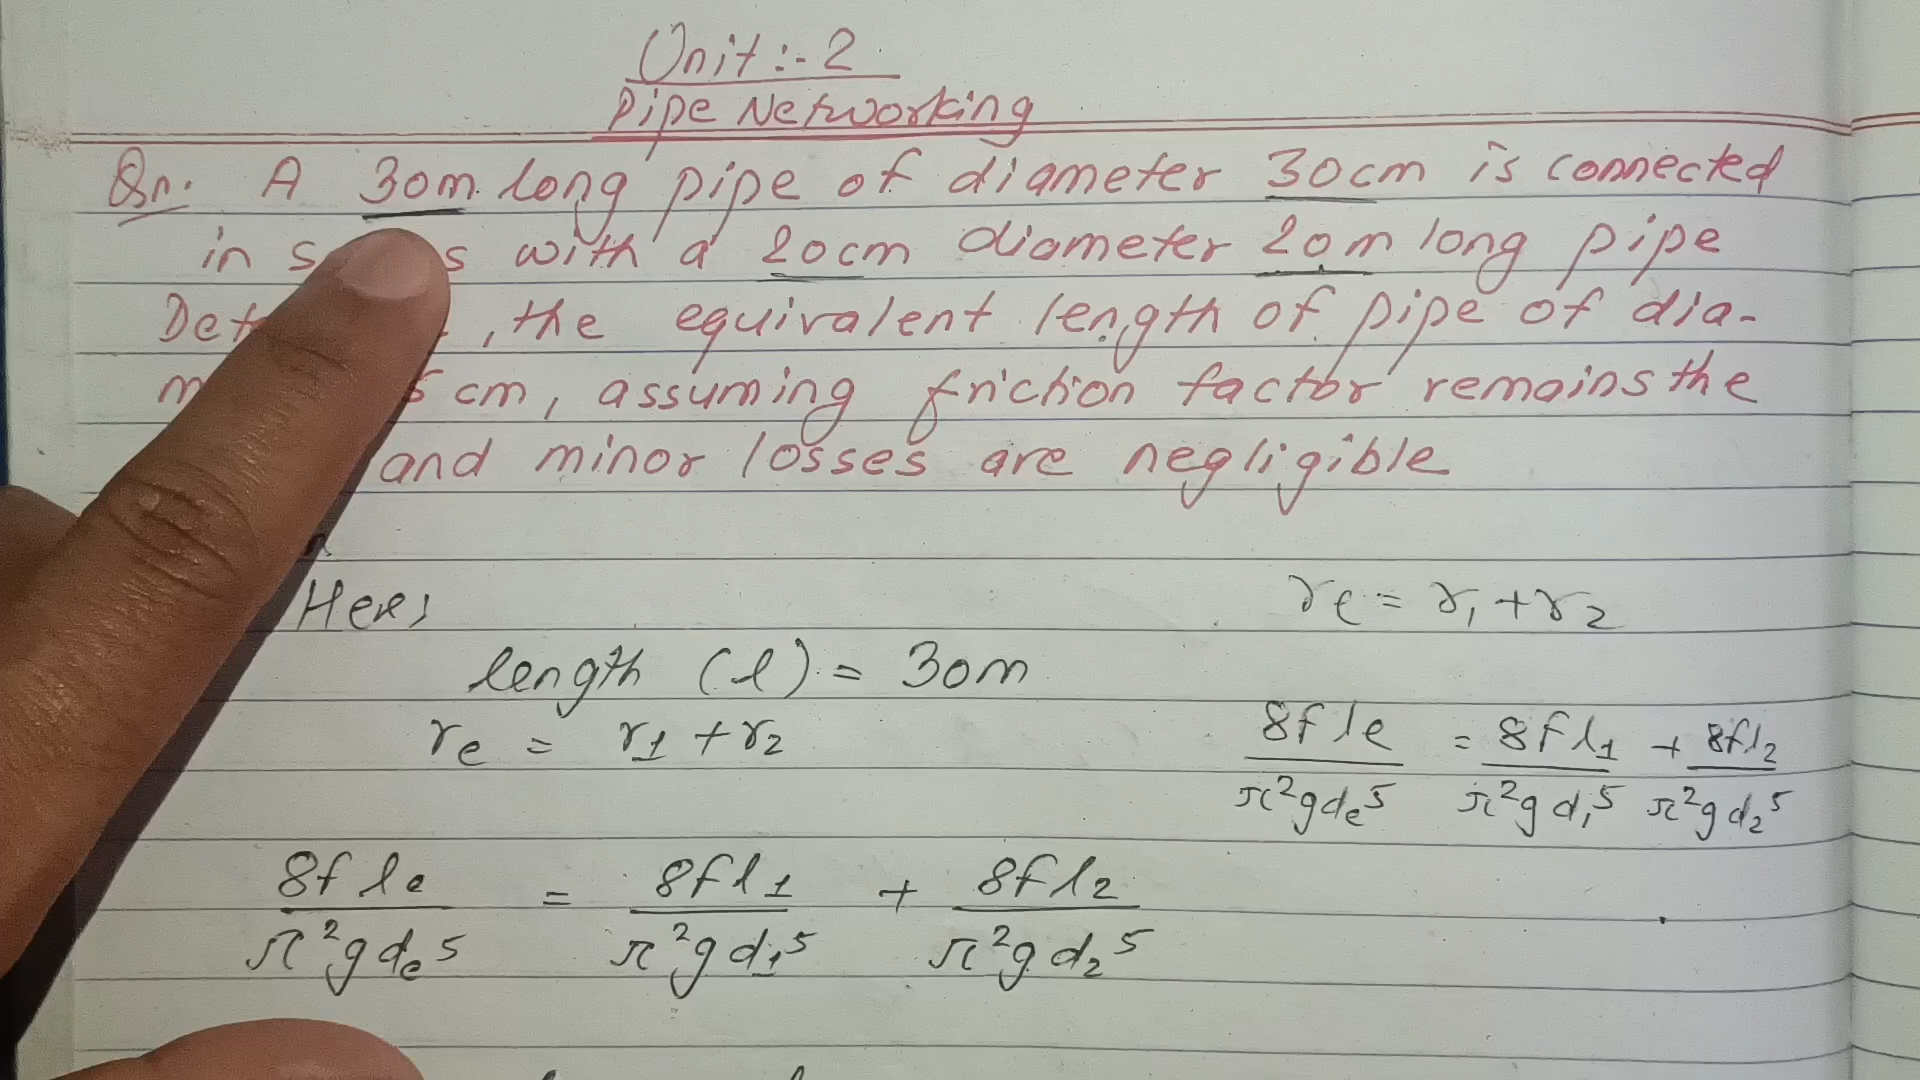 Unit :- 2
Pipe Networking
Qn. A 30m long pipe of diameter 30cm is connected
in with a 20cm diameter 20m long pipe
, the equivalent length of pipe of dia-
cm, assuming friction factor remains the
and minor losses are negligible
Here,
re = r1 + r2
length (l) = 30m
re = r1 + r2
8fle/π²gde⁵ = 8fl1/π²gd1⁵ + 8fl2/π²gd2⁵
8fle/π²gde⁵ = 8fl1/π²gd1⁵ + 8fl2/π²gd2⁵